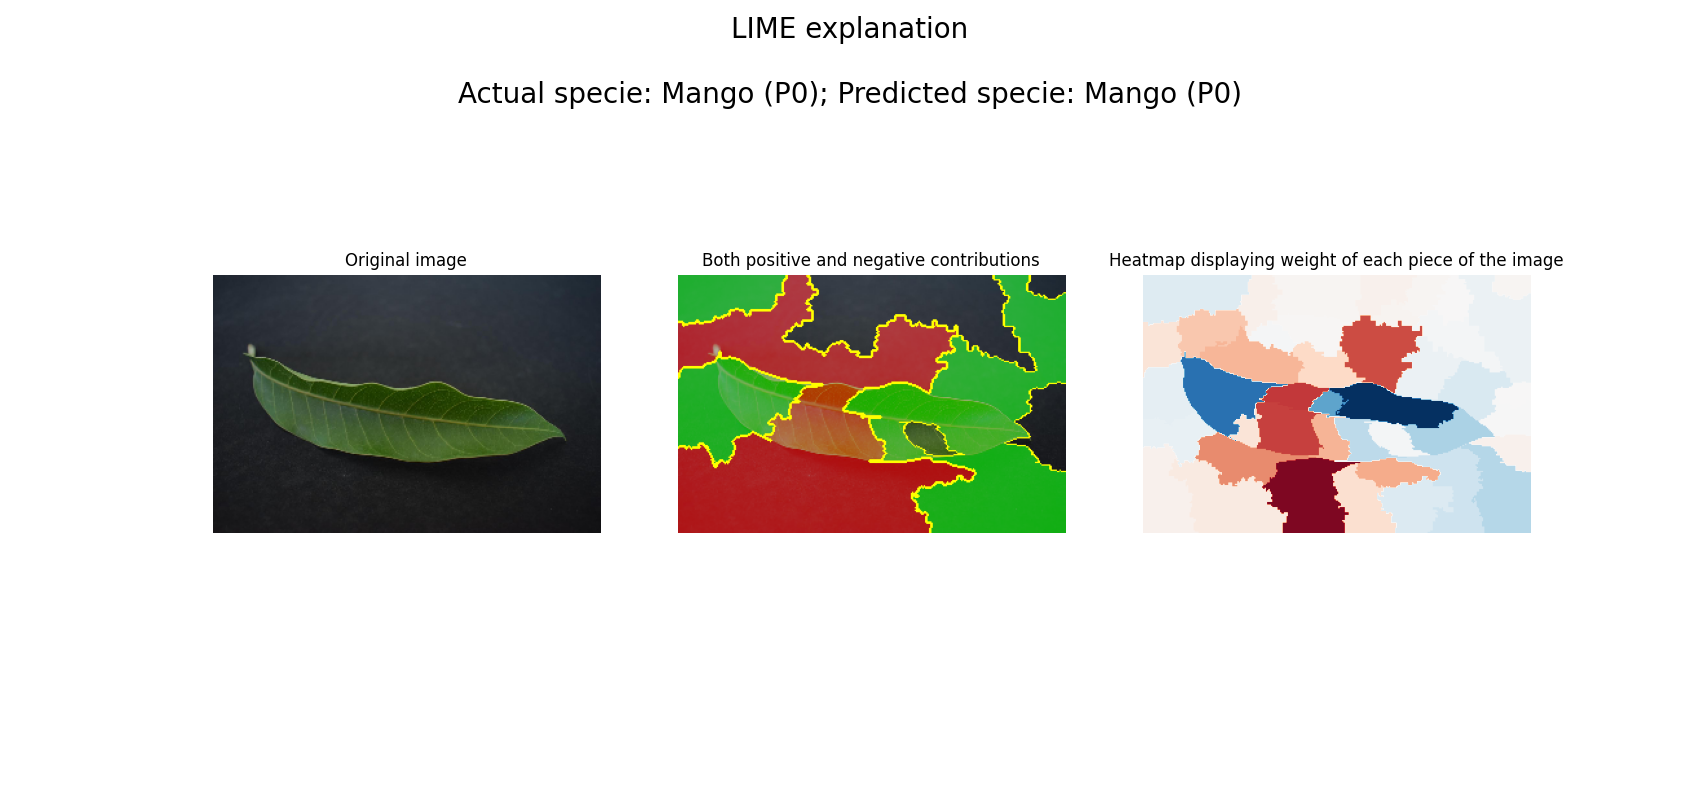 LIME explanation
Actual specie: Mango (P0); Predicted specie: Mango (P0)
Original image
Both positive and negative contributions
Heatmap displaying weight of each piece of the image